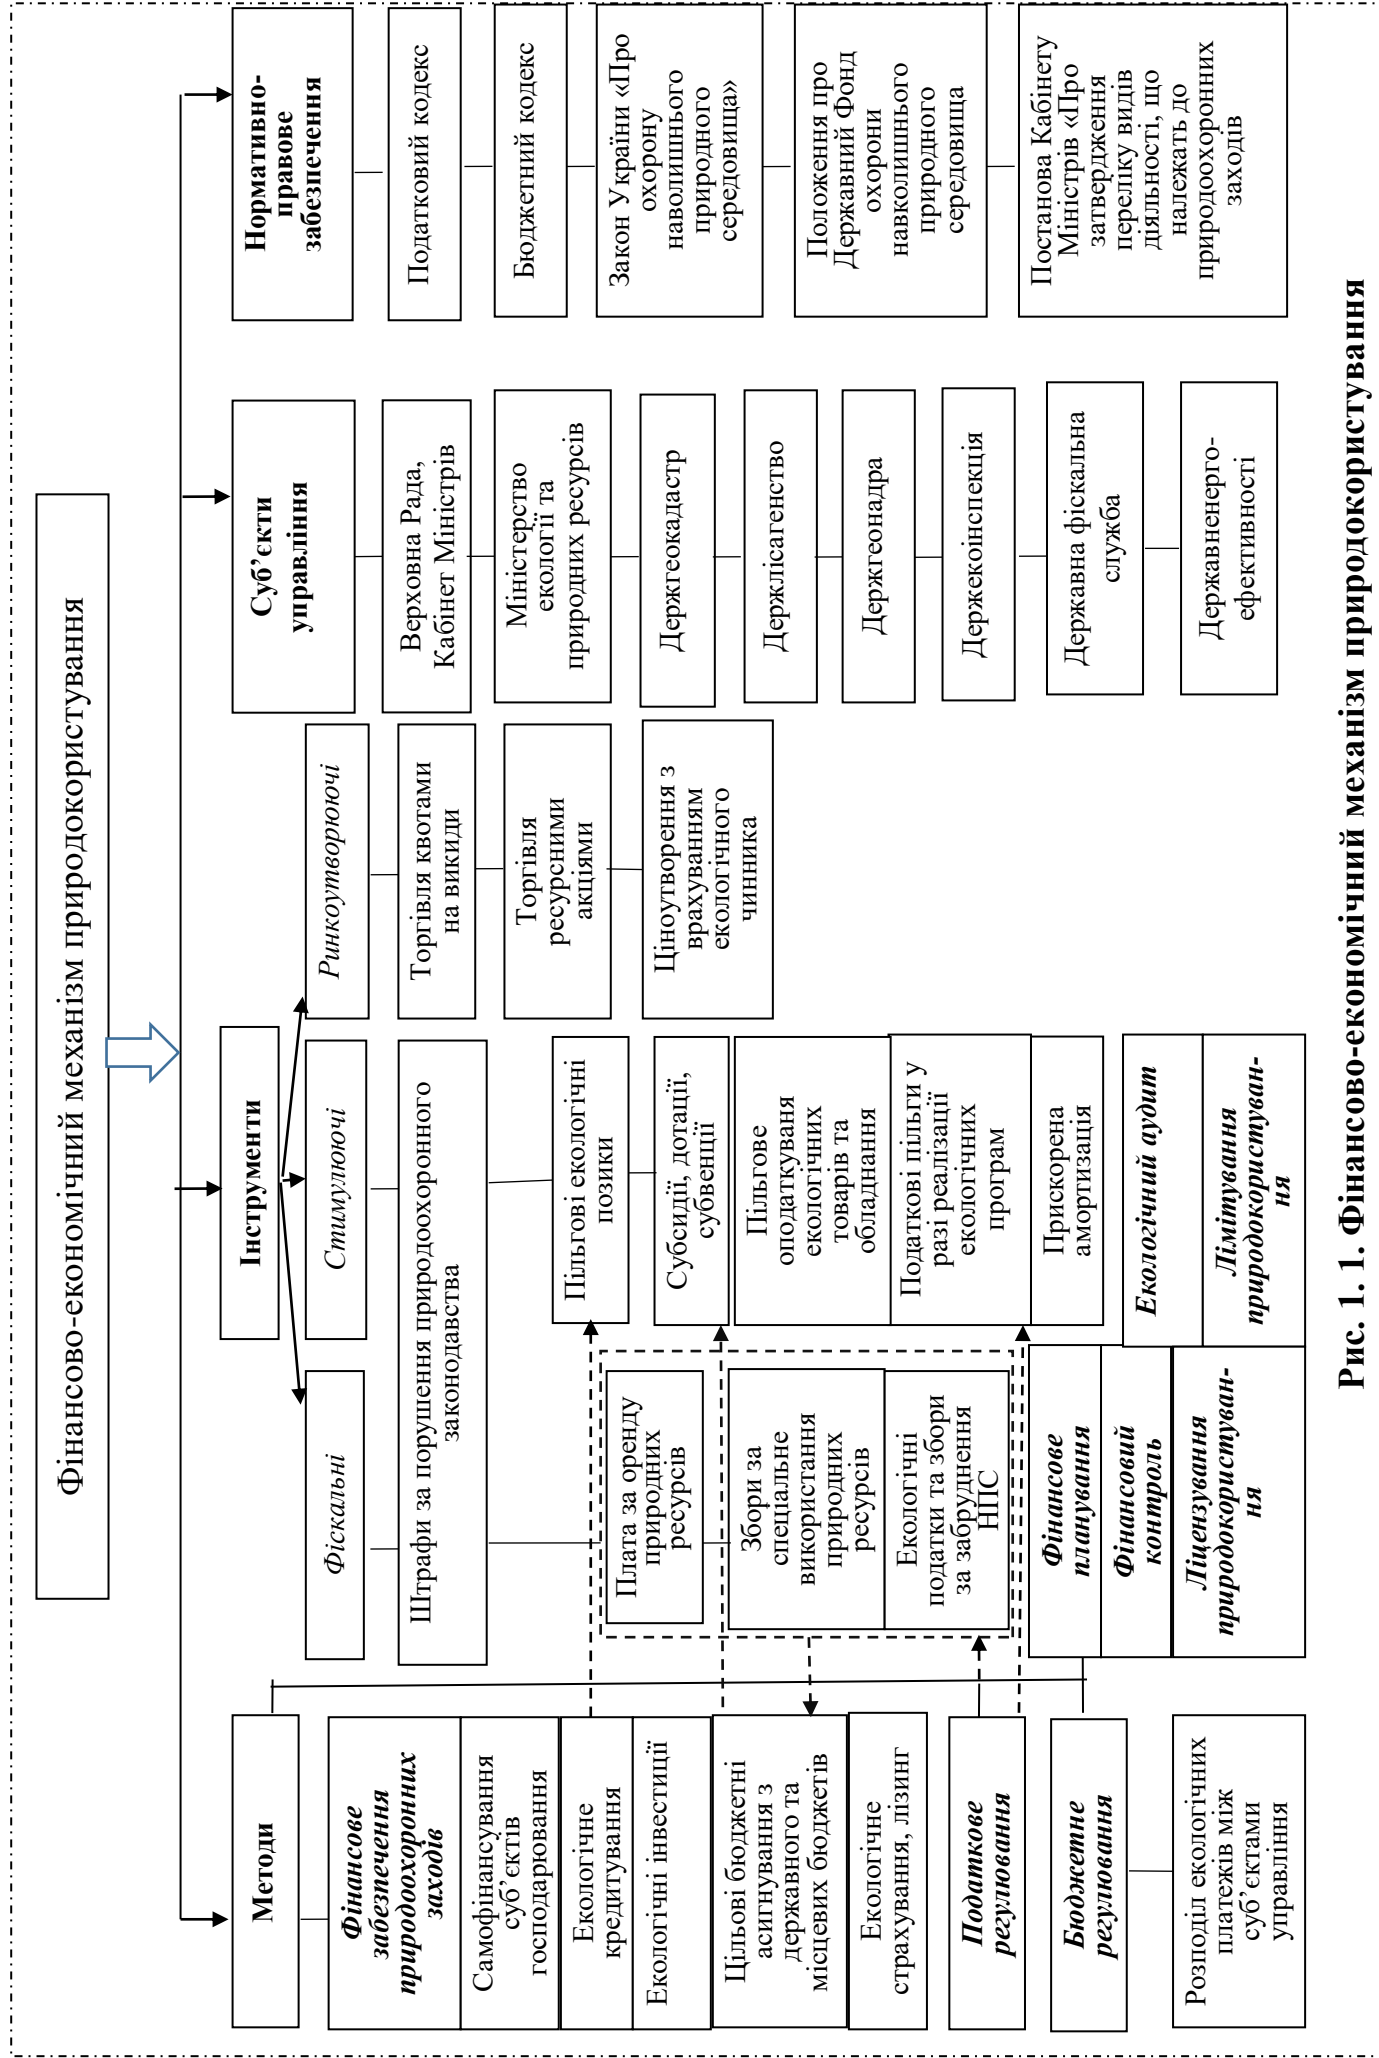 Фінансово-економічний механізм природокористування
Методи
Фінансове
забезпечення
природоохоронних
заходів
Самофінансування
суб’єктів
господарювання
Екологічне
кредитування
Екологічні інвестиції
Цільові бюджетні
асигнування з
державного та
місцевих бюджетів
Екологічне
страхування, лізинг
Податкове
регулювання
Бюджетне
регулювання
Розподіл екологічних
платежів між
суб’єктами
управління
Інструменти
Фіскальні
Стимулюючі
Ринкоутворюючі
Штрафи за порушення природоохоронного
законодавства
Плата за оренду
природних
ресурсів
Збори за
спеціальне
використання
природних
ресурсів
Екологічні
податки та збори
за забруднення
НПС
Фінансове
планування
Фінансовий
контроль
Ліцензування
природокористуван-
ня
Пільгові екологічні
позики
Субсидії, дотації,
субвенції
Пільгове
оподаткуваня
екологічних
товарів та
обладнання
Податкові пільги у
разі реалізації
екологічних
програм
Прискорена
амортизація
Екологічний аудит
Лімітування
природокористуван-
ня
Торгівля квотами
на викиди
Торгівля
ресурсними
акціями
Ціноутворення з
врахуванням
екологічного
чинника
Суб’єкти
управління
Верховна Рада,
Кабінет Міністрів
Міністерство
екології та
природних ресурсів
Держгеокадастр
Держлісагенство
Держгеонадра
Держекоінспекція
Державна фіскальна
служба
Державненерго-
ефективності
Нормативно-
правове
забезпечення
Податковий кодекс
Бюджетний кодекс
Закон України «Про
охорону
наволишнього
природного
середовища»
Положення про
Державний Фонд
охорони
навколишнього
природного
середовища
Постанова Кабінету
Міністрів «Про
затвердження
переліку видів
діяльності, що
належать до
природоохоронних
заходів
Рис. 1. 1. Фінансово-економічний механізм природокористування